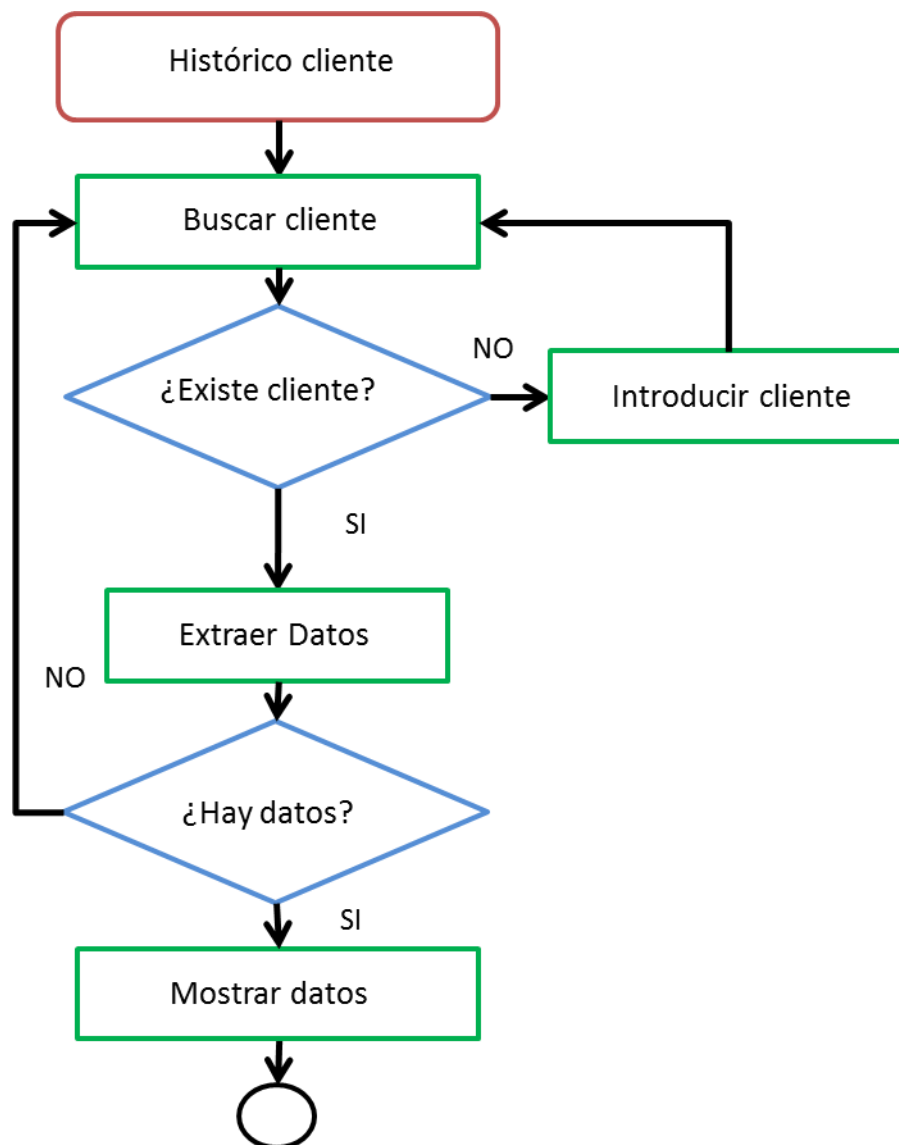 Histórico cliente
Buscar cliente
¿Existe cliente?
NO
Introducir cliente
SI
Extraer Datos
NO
¿Hay datos?
SI
Mostrar datos